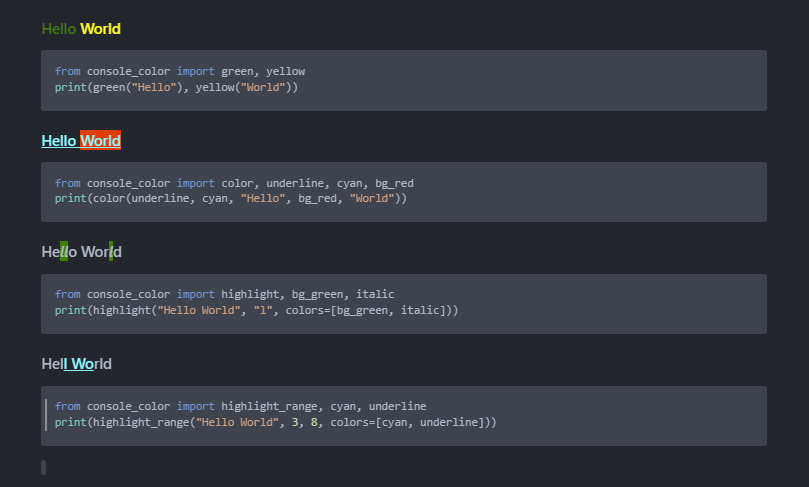 Hello World
from console_color import green, yellow
print(green("Hello"), yellow("World"))
Hello World
from console_color import color, underline, cyan, bg_red
print(color(underline, cyan, "Hello", bg_red, "World"))
Hello World
from console_color import highlight, bg_green, italic
print(highlight("Hello World", "l", colors=[bg_green, italic]))
Hello World
from console_color import highlight_range, cyan, underline
print(highlight_range("Hello World", 3, 8, colors=[cyan, underline]))